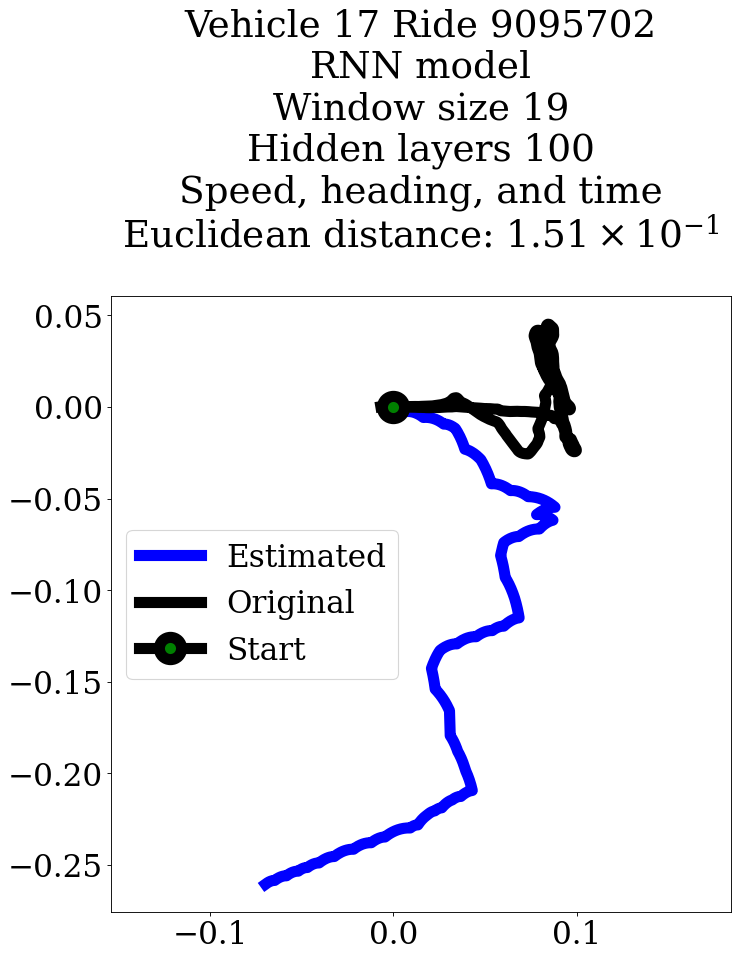 Vehicle 17 Ride 9095702
RNN model
Window size 19
Hidden layers 100
Speed, heading, and time
Euclidean distance: 1.51 × 10⁻¹
0.05
0.00
−0.05
−0.10
−0.15
−0.20
−0.25
Estimated
Original
Start
−0.1
0.0
0.1